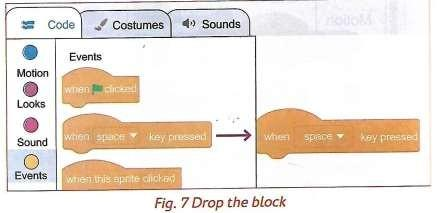 Code Costumes Sounds
Events
Motion
Looks
Sound
Events
when clicked
when space key pressed
when space key pressed
when this sprite clicked
Fig. 7 Drop the block